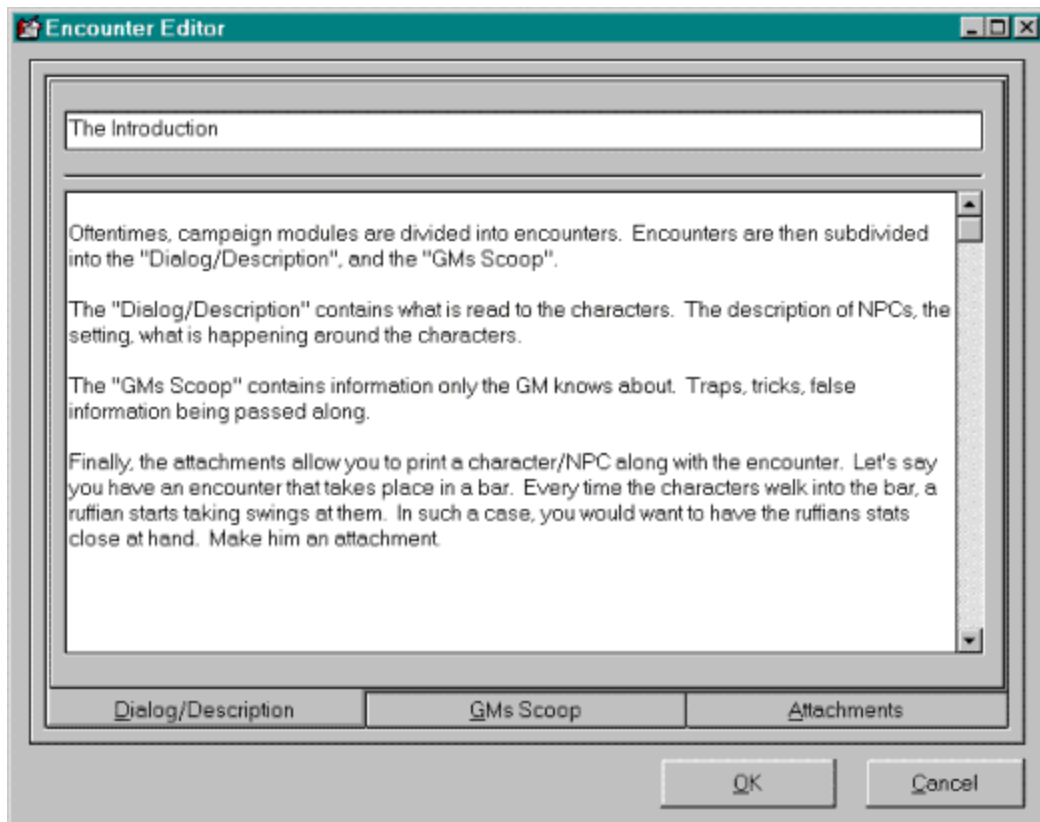 Encounter Editor
The Introduction
Oftentimes, campaign modules are divided into encounters.  Encounters are then subdivided
into the "Dialog/Description", and the "GMs Scoop".
The "Dialog/Description" contains what is read to the characters.  The description of NPCs, the
setting, what is happening around the characters.
The "GMs Scoop" contains information only the GM knows about.  Traps, tricks, false
information being passed along.
Finally, the attachments allow you to print a character/NPC along with the encounter.  Let's say
you have an encounter that takes place in a bar.  Every time the characters walk into the bar, a
ruffian starts taking swings at them.  In such a case, you would want to have the ruffians stats
close at hand.  Make him an attachment.
Dialog/Description GMs Scoop Attachments
OK Cancel